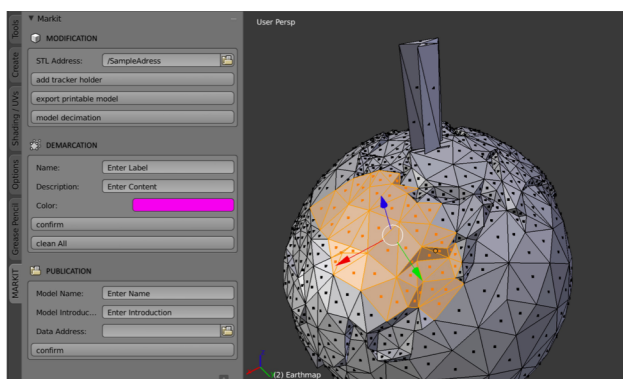 Markit
User Persp
MODIFICATION
STL Address:
/SampleAdress
add tracker holder
export printable model
model decimation
DEMARCATION
Name:
Enter Label
Description:
Enter Content
Color:
confirm
clean All
PUBLICATION
Model Name:
Enter Name
Model Introduc...
Enter Introduction
Data Address:
confirm
Tools
Create
Shading / UVs
Options
Grease Pencil
MARKIT
(2) Earthmap